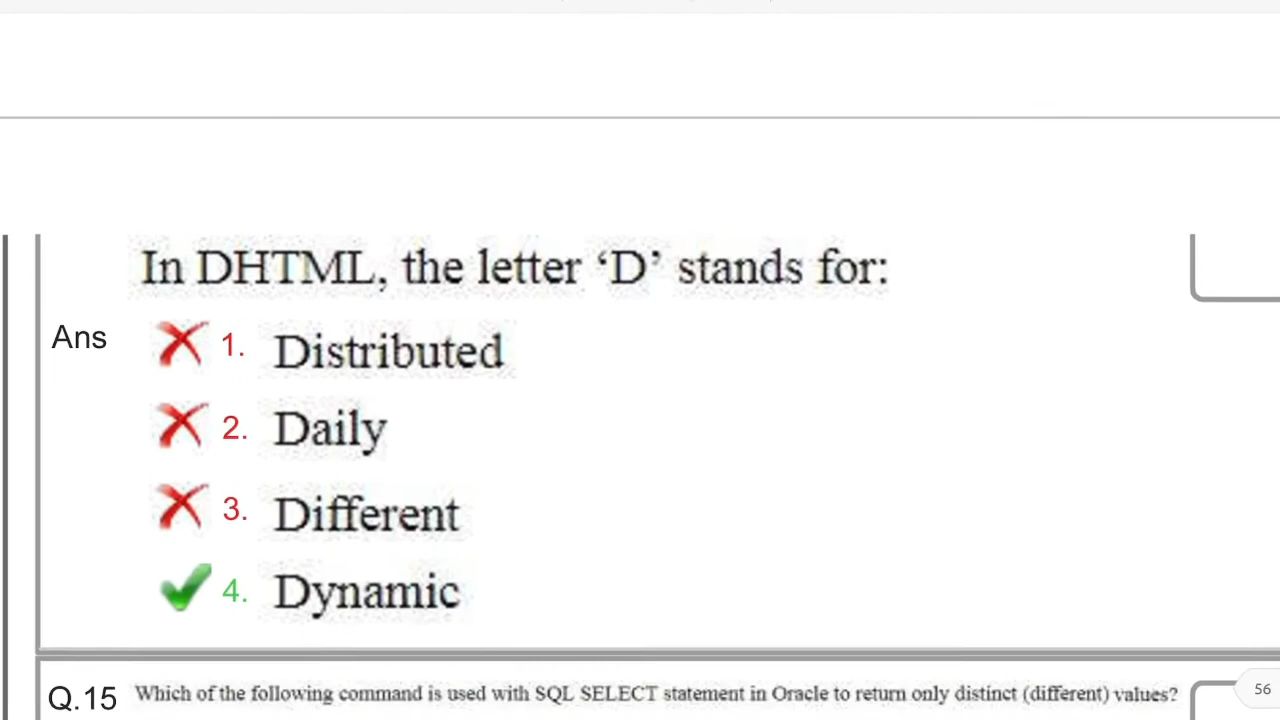 In DHTML, the letter ‘D’ stands for:
Ans
1. Distributed
2. Daily
3. Different
4. Dynamic
Q.15 Which of the following command is used with SQL SELECT statement in Oracle to return only distinct (different) values?
56